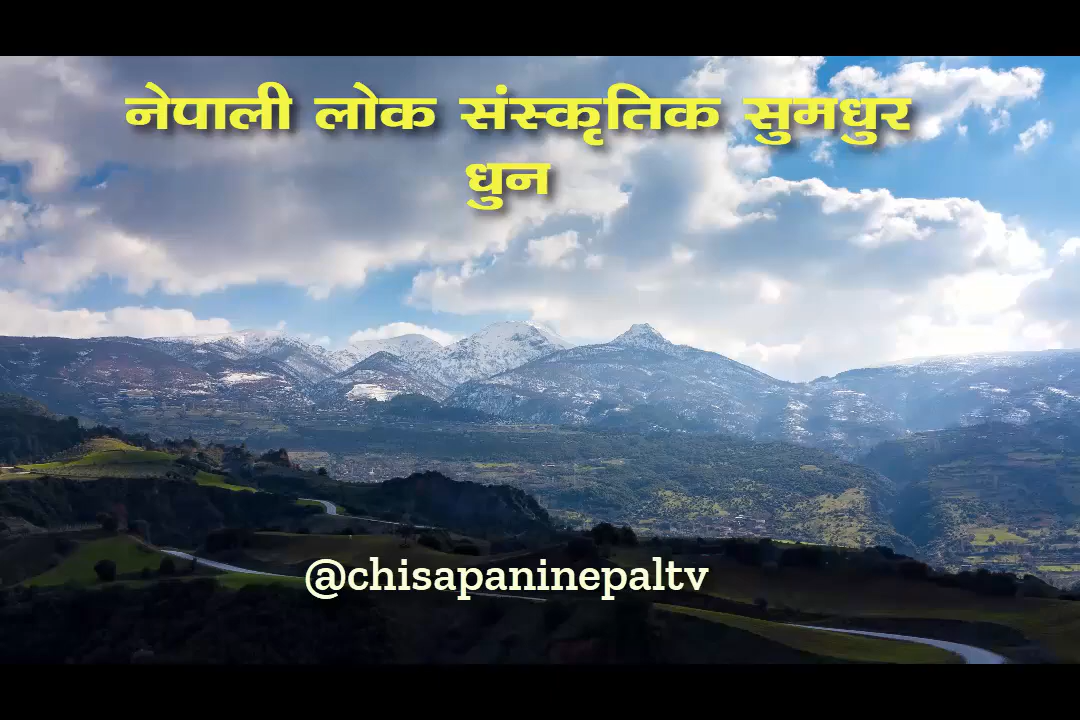 नेपाली लोक संस्कृतिक सुमधुर
धुन
@chisapaninepaltv